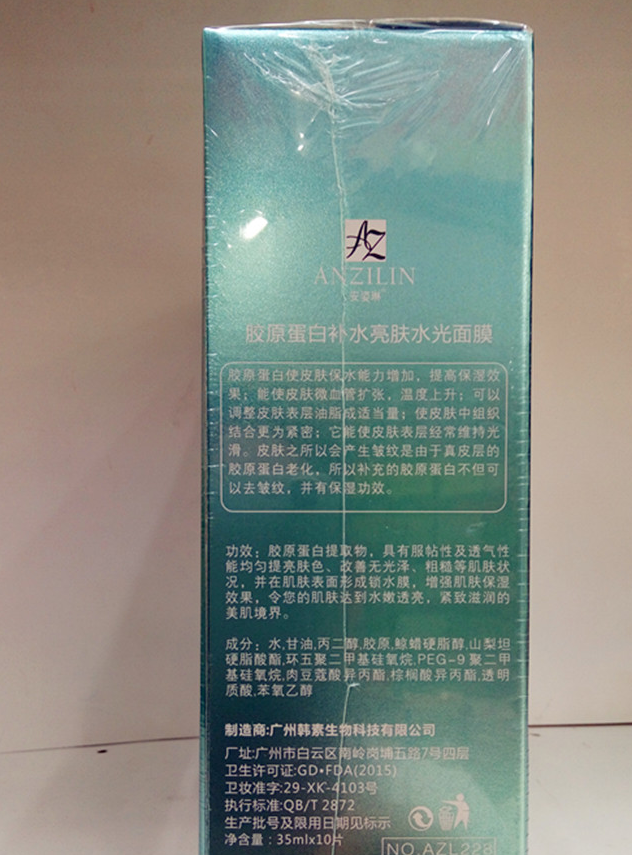 AZ
ANZILIN
安姿琳
胶原蛋白补水亮肤水光面膜
胶原蛋白使皮肤保水能力增加，提高保湿效
果；能使皮肤微血管扩张，温度上升；可以
调整皮肤表层油脂成适当量；使皮肤中组织
结合更为紧密；它能使皮肤表层经常维持光
滑。皮肤之所以会产生皱纹是由于真皮层的
胶原蛋白老化，所以补充的胶原蛋白不但可
以去皱纹，并有保湿功效。
功效：胶原蛋白提取物，具有服帖性及透气性
能均匀提亮肤色、改善无光泽、粗糙等肌肤状
况，并在肌肤表面形成锁水膜，增强肌肤保湿
效果，令您的肌肤达到水嫩透亮，紧致滋润的
美肌境界。
成分：水,甘油,丙二醇,胶原,鲸蜡硬脂醇,山梨坦
硬脂酸酯,环五聚二甲基硅氧烷,PEG-9聚二甲
基硅氧烷,肉豆蔻酸异丙酯,棕榈酸异丙酯,透明
质酸,苯氧乙醇
制造商:广州韩素生物科技有限公司
厂址:广州市白云区南岭岗埔五路7号四层
卫生许可证:GD•FDA(2015)
卫妆准字:29-XK-4103号
执行标准:QB/T 2872
生产批号及限用日期见标示
净含量：35mlx10片
NO.AZL228